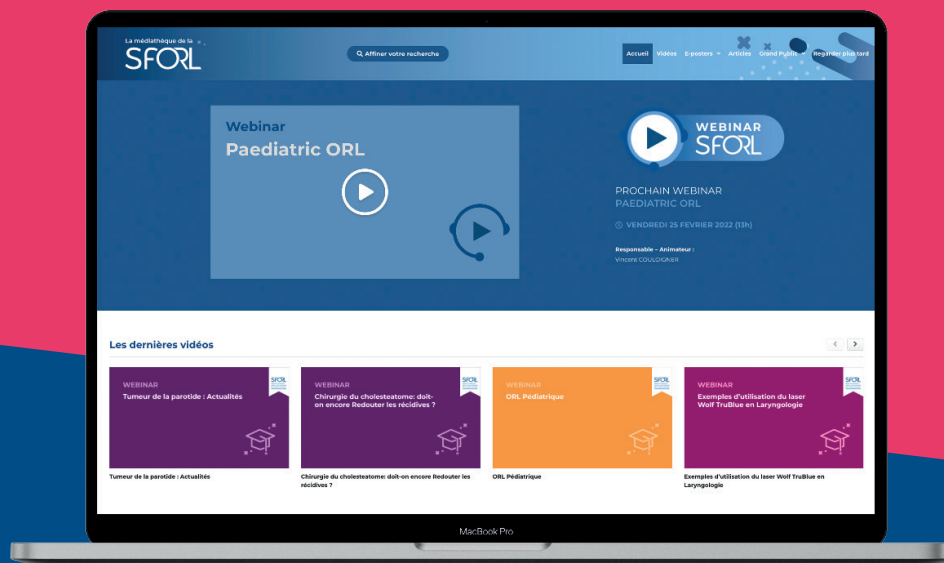 La médiathèque de la
SFORL
Affiner votre recherche
Accueil Vidéos E-posters Articles Grand Public Regarder plus tard
Webinar
Paediatric ORL
WEBINAR
SFORL
PROCHAIN WEBINAR
PAEDIATRIC ORL
VENDREDI 25 FEVRIER 2022 (13h)
Responsable – Animateur :
Vincent COULOIGNER
Les dernières vidéos
WEBINAR
Tumeur de la parotide : Actualités
SFORL
WEBINAR
Chirurgie du cholesteatome: doit-
on encore Redouter les récidives ?
SFORL
WEBINAR
ORL Pédiatrique
SFORL
WEBINAR
Exemples d'utilisation du laser
Wolf TruBlue en Laryngologie
SFORL
Tumeur de la parotide : Actualités
Chirurgie du cholesteatome: doit-on encore Redouter les
récidives ?
ORL Pédiatrique
Exemples d'utilisation du laser Wolf TruBlue en
Laryngologie
MacBook Pro